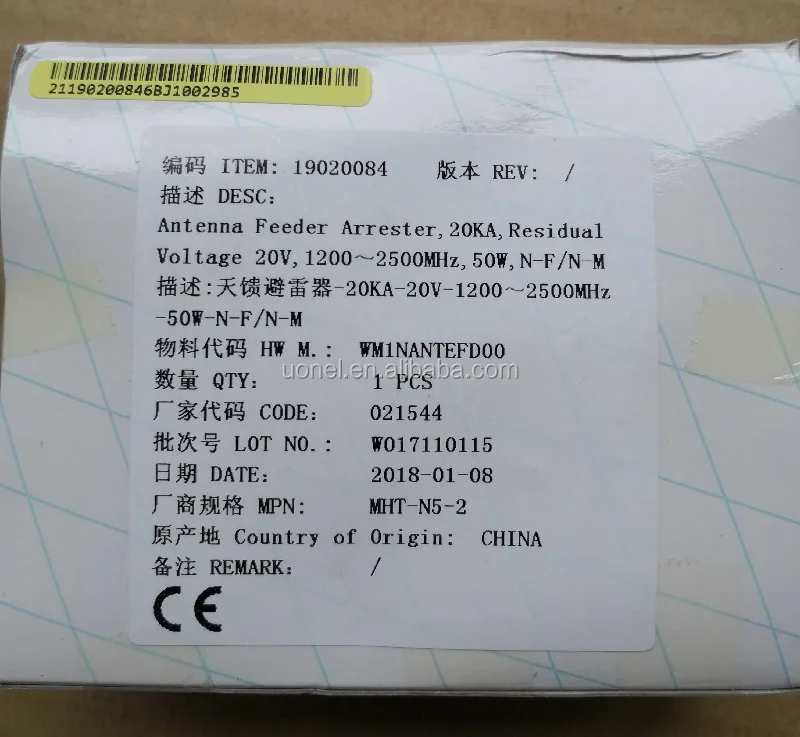 21190200846BJ1002985
编码 ITEM: 19020084 版本 REV: /
描述 DESC:
Antenna Feeder Arrester,20KA,Residual
Voltage 20V,1200～2500MHz,50W,N-F/N-M
描述:天馈避雷器-20KA-20V-1200～2500MHz
-50W-N-F/N-M
物料代码 HW M.: WM1NANTEFD00
uonel.en.alibaba.com
数量 QTY: 1 PCS
厂家代码 CODE: 021544
批次号 LOT NO.: W017110115
日期 DATE: 2018-01-08
厂商规格 MPN: MHT-N5-2
原产地 Country of Origin: CHINA
备注 REMARK: /
CE